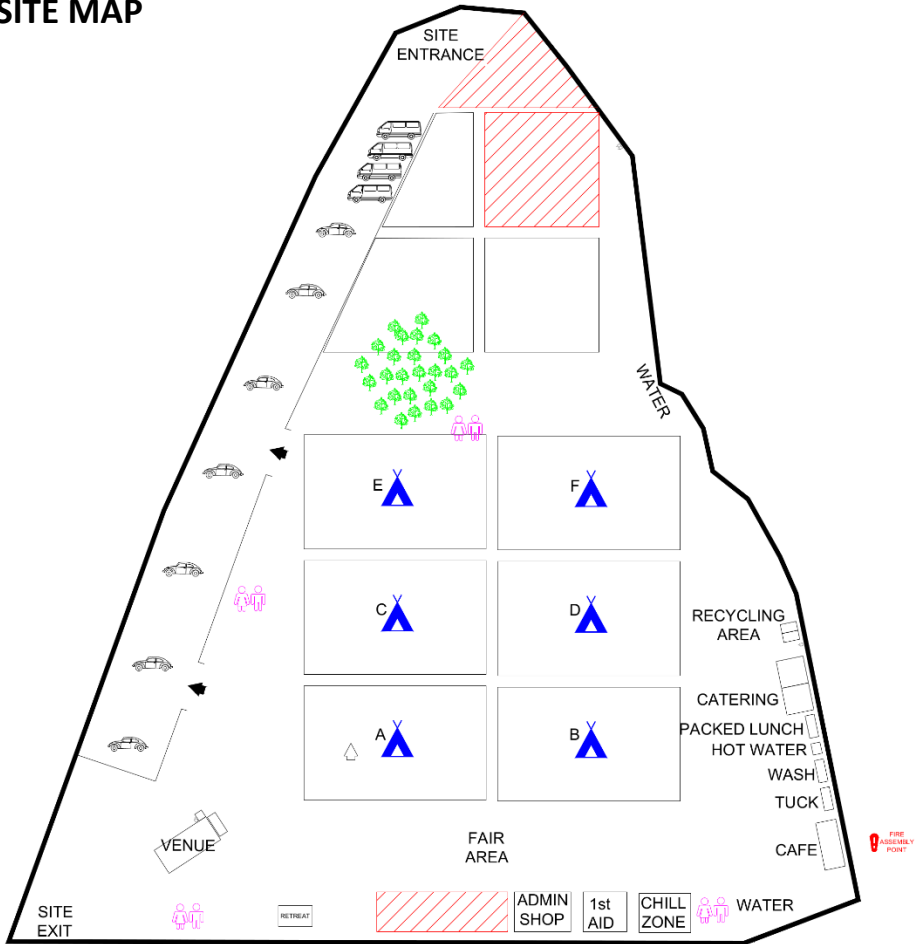 SITE MAP
SITE
ENTRANCE
WATER
E
F
C
D
RECYCLING
AREA
CATERING
A
B
PACKED LUNCH
HOT WATER
WASH
TUCK
VENUE
FAIR
AREA
CAFE
FIRE
ASSEMBLY
POINT
SITE
EXIT
RETREAT
ADMIN
SHOP
1st
AID
CHILL
ZONE
WATER